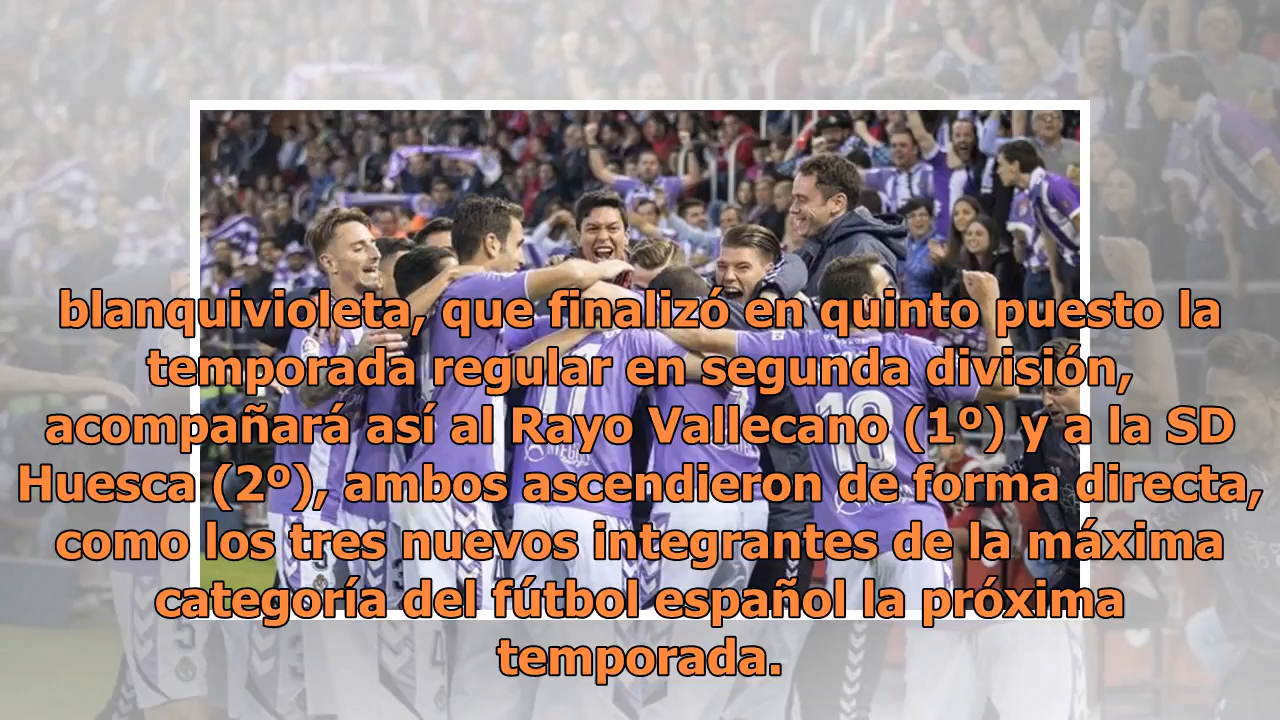 blanquivioleta, que finalizó en quinto puesto la
temporada regular en segunda división,
acompañará así al Rayo Vallecano (1º) y a la SD
Huesca (2º), ambos ascendieron de forma directa,
como los tres nuevos integrantes de la máxima
categoría del fútbol español la próxima
temporada.
18